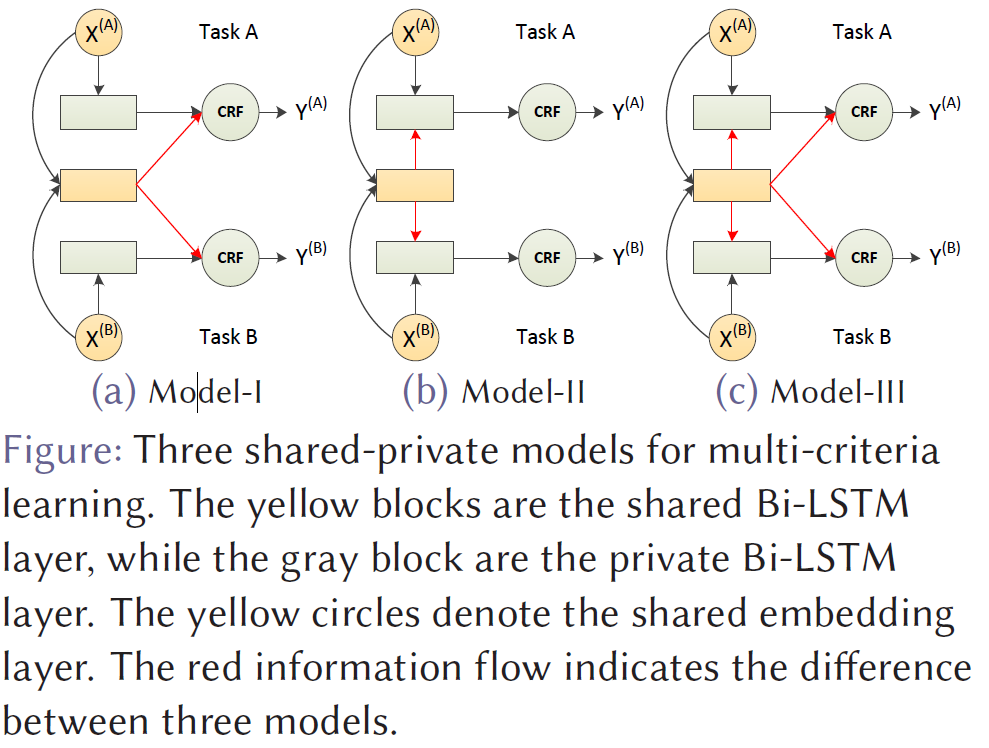 X(A) Task A X(A) Task A X(A) Task A
CRF Y(A) CRF Y(A) CRF Y(A)
CRF Y(B) CRF Y(B) CRF Y(B)
X(B) Task B X(B) Task B X(B) Task B
(a) Model-I (b) Model-II (c) Model-III
Figure: Three shared-private models for multi-criteria
learning. The yellow blocks are the shared Bi-LSTM
layer, while the gray block are the private Bi-LSTM
layer. The yellow circles denote the shared embedding
layer. The red information flow indicates the difference
between three models.